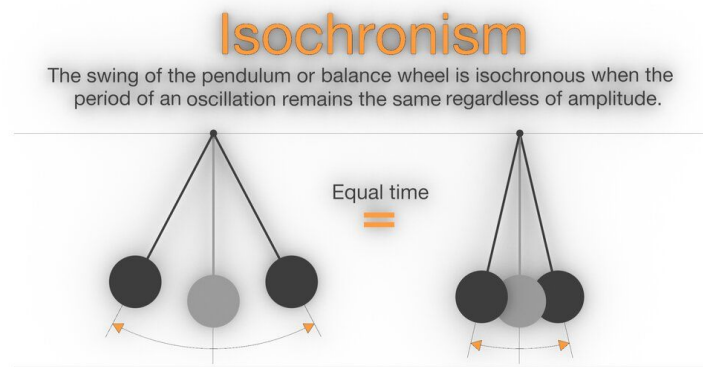 Isochronism
The swing of the pendulum or balance wheel is isochronous when the
period of an oscillation remains the same regardless of amplitude.
Equal time
=